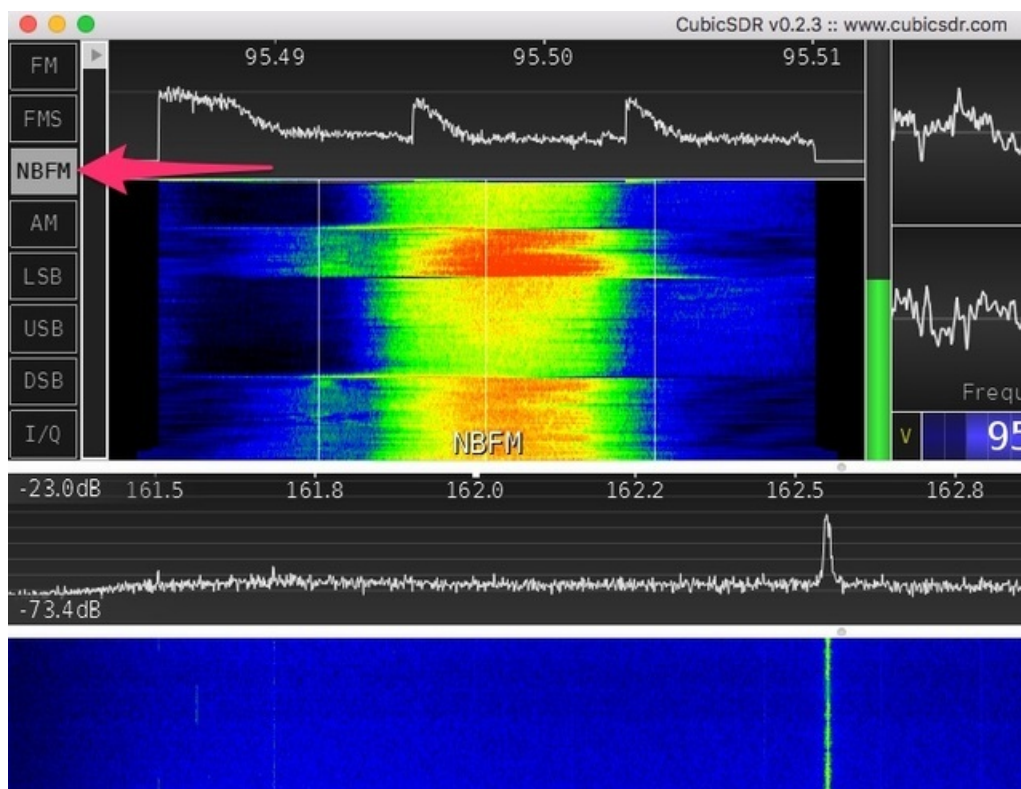 CubicSDR v0.2.3 :: www.cubicsdr.com
FM
FMS
NBFM
AM
LSB
USB
DSB
I/Q
95.49 95.50 95.51
NBFM
Frequ
V 95
-23.0dB 161.5 161.8 162.0 162.2 162.5 162.8
-73.4dB